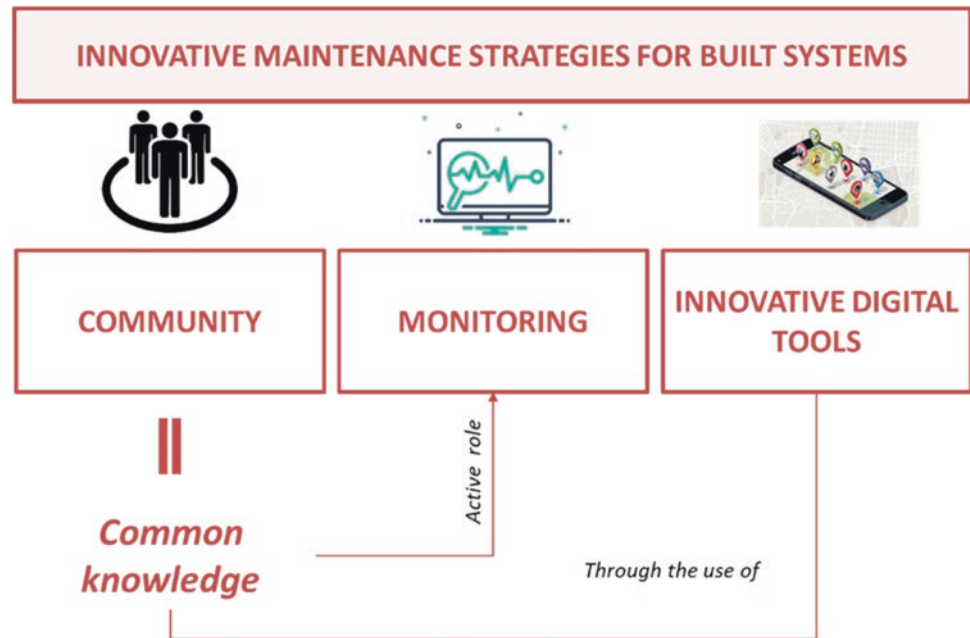 INNOVATIVE MAINTENANCE STRATEGIES FOR BUILT SYSTEMS
COMMUNITY
MONITORING
INNOVATIVE DIGITAL
TOOLS
Active role
Common
knowledge
Through the use of